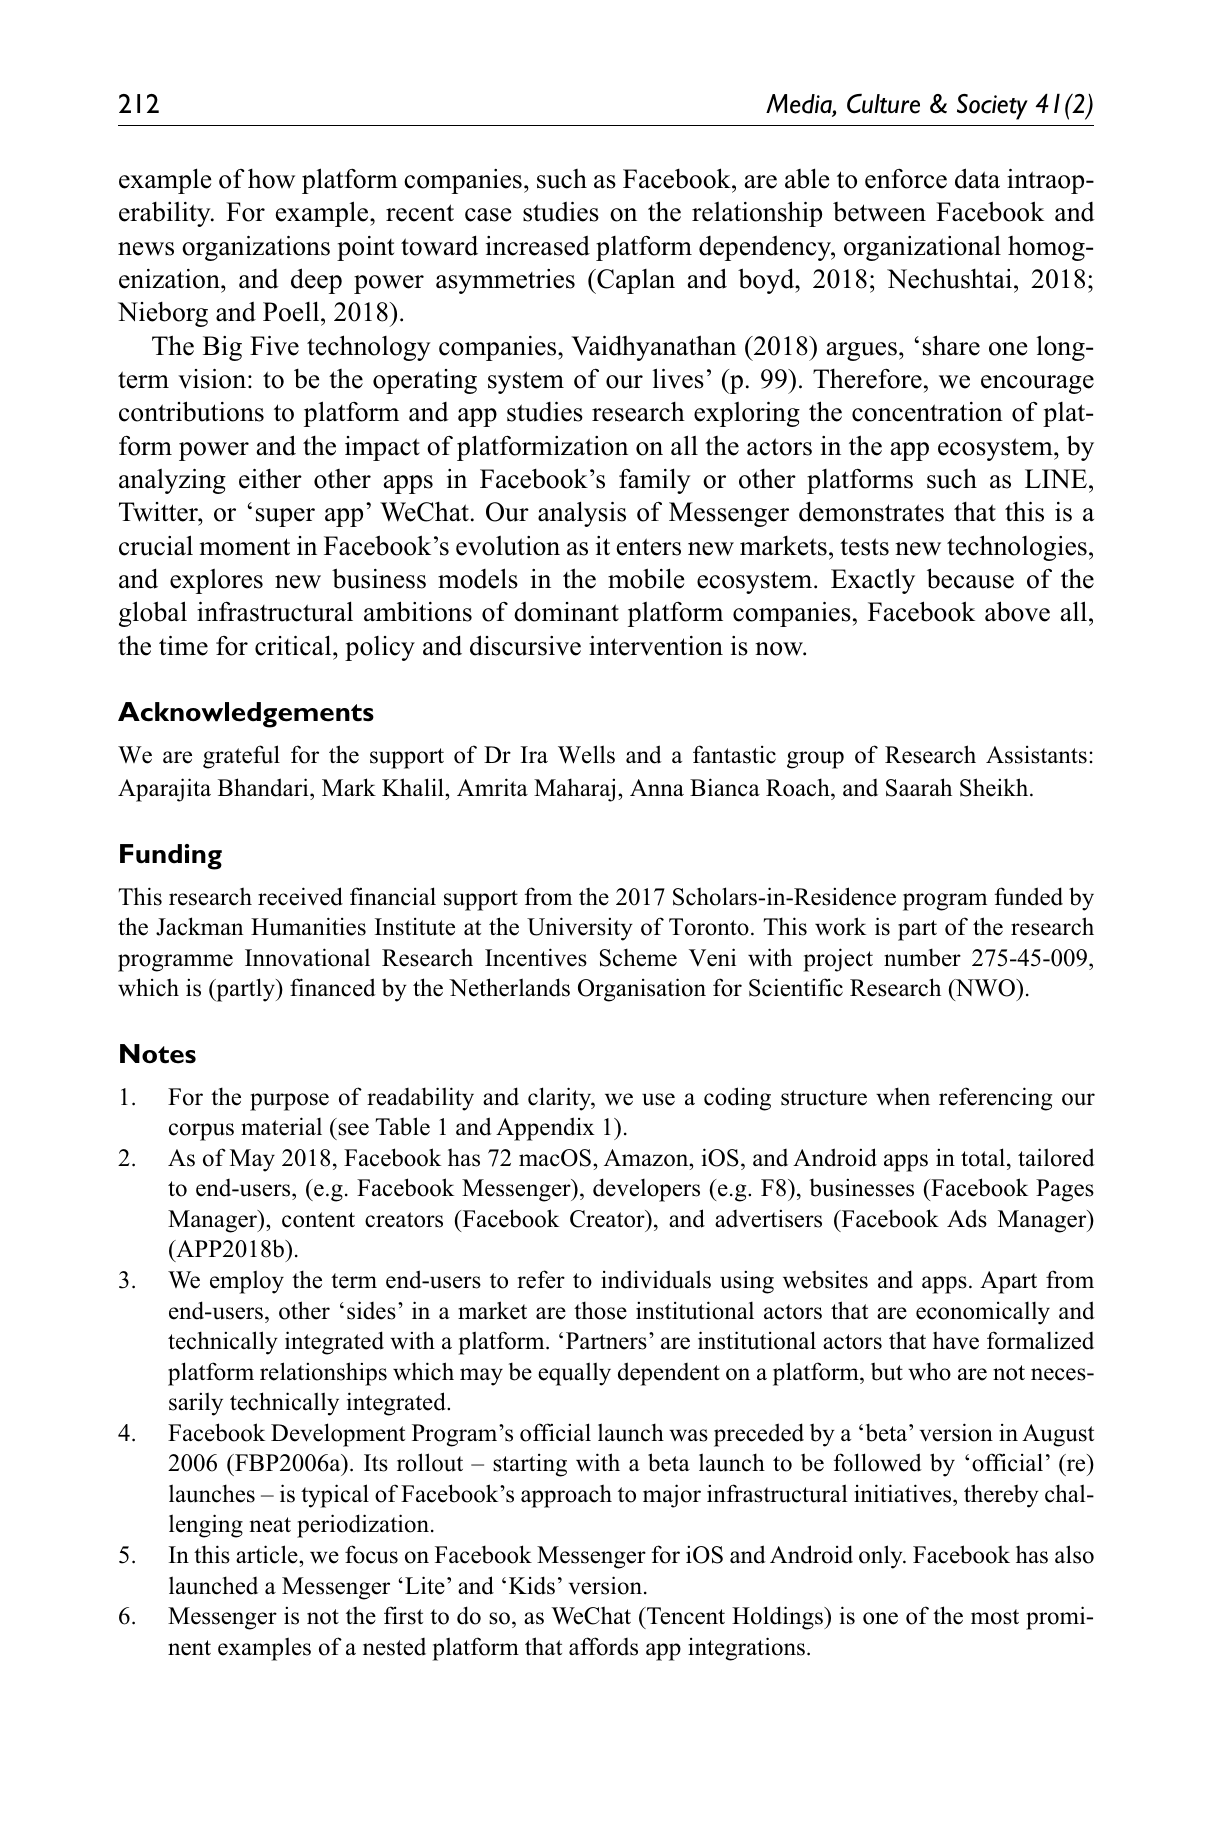 212
Media, Culture & Society 41(2)
example of how platform companies, such as Facebook, are able to enforce data intraop-
erability. For example, recent case studies on the relationship between Facebook and
news organizations point toward increased platform dependency, organizational homog-
enization, and deep power asymmetries (Caplan and boyd, 2018; Nechushtai, 2018;
Nieborg and Poell, 2018).
The Big Five technology companies, Vaidhyanathan (2018) argues, ‘share one long-
term vision: to be the operating system of our lives’ (p. 99). Therefore, we encourage
contributions to platform and app studies research exploring the concentration of plat-
form power and the impact of platformization on all the actors in the app ecosystem, by
analyzing either other apps in Facebook’s family or other platforms such as LINE,
Twitter, or ‘super app’ WeChat. Our analysis of Messenger demonstrates that this is a
crucial moment in Facebook’s evolution as it enters new markets, tests new technologies,
and explores new business models in the mobile ecosystem. Exactly because of the
global infrastructural ambitions of dominant platform companies, Facebook above all,
the time for critical, policy and discursive intervention is now.
Acknowledgements
We are grateful for the support of Dr Ira Wells and a fantastic group of Research Assistants:
Aparajita Bhandari, Mark Khalil, Amrita Maharaj, Anna Bianca Roach, and Saarah Sheikh.
Funding
This research received financial support from the 2017 Scholars-in-Residence program funded by
the Jackman Humanities Institute at the University of Toronto. This work is part of the research
programme Innovational Research Incentives Scheme Veni with project number 275-45-009,
which is (partly) financed by the Netherlands Organisation for Scientific Research (NWO).
Notes
1. For the purpose of readability and clarity, we use a coding structure when referencing our
corpus material (see Table 1 and Appendix 1).
2. As of May 2018, Facebook has 72 macOS, Amazon, iOS, and Android apps in total, tailored
to end-users, (e.g. Facebook Messenger), developers (e.g. F8), businesses (Facebook Pages
Manager), content creators (Facebook Creator), and advertisers (Facebook Ads Manager)
(APP2018b).
3. We employ the term end-users to refer to individuals using websites and apps. Apart from
end-users, other ‘sides’ in a market are those institutional actors that are economically and
technically integrated with a platform. ‘Partners’ are institutional actors that have formalized
platform relationships which may be equally dependent on a platform, but who are not neces-
sarily technically integrated.
4. Facebook Development Program’s official launch was preceded by a ‘beta’ version in August
2006 (FBP2006a). Its rollout – starting with a beta launch to be followed by ‘official’ (re)
launches – is typical of Facebook’s approach to major infrastructural initiatives, thereby chal-
lenging neat periodization.
5. In this article, we focus on Facebook Messenger for iOS and Android only. Facebook has also
launched a Messenger ‘Lite’ and ‘Kids’ version.
6. Messenger is not the first to do so, as WeChat (Tencent Holdings) is one of the most promi-
nent examples of a nested platform that affords app integrations.